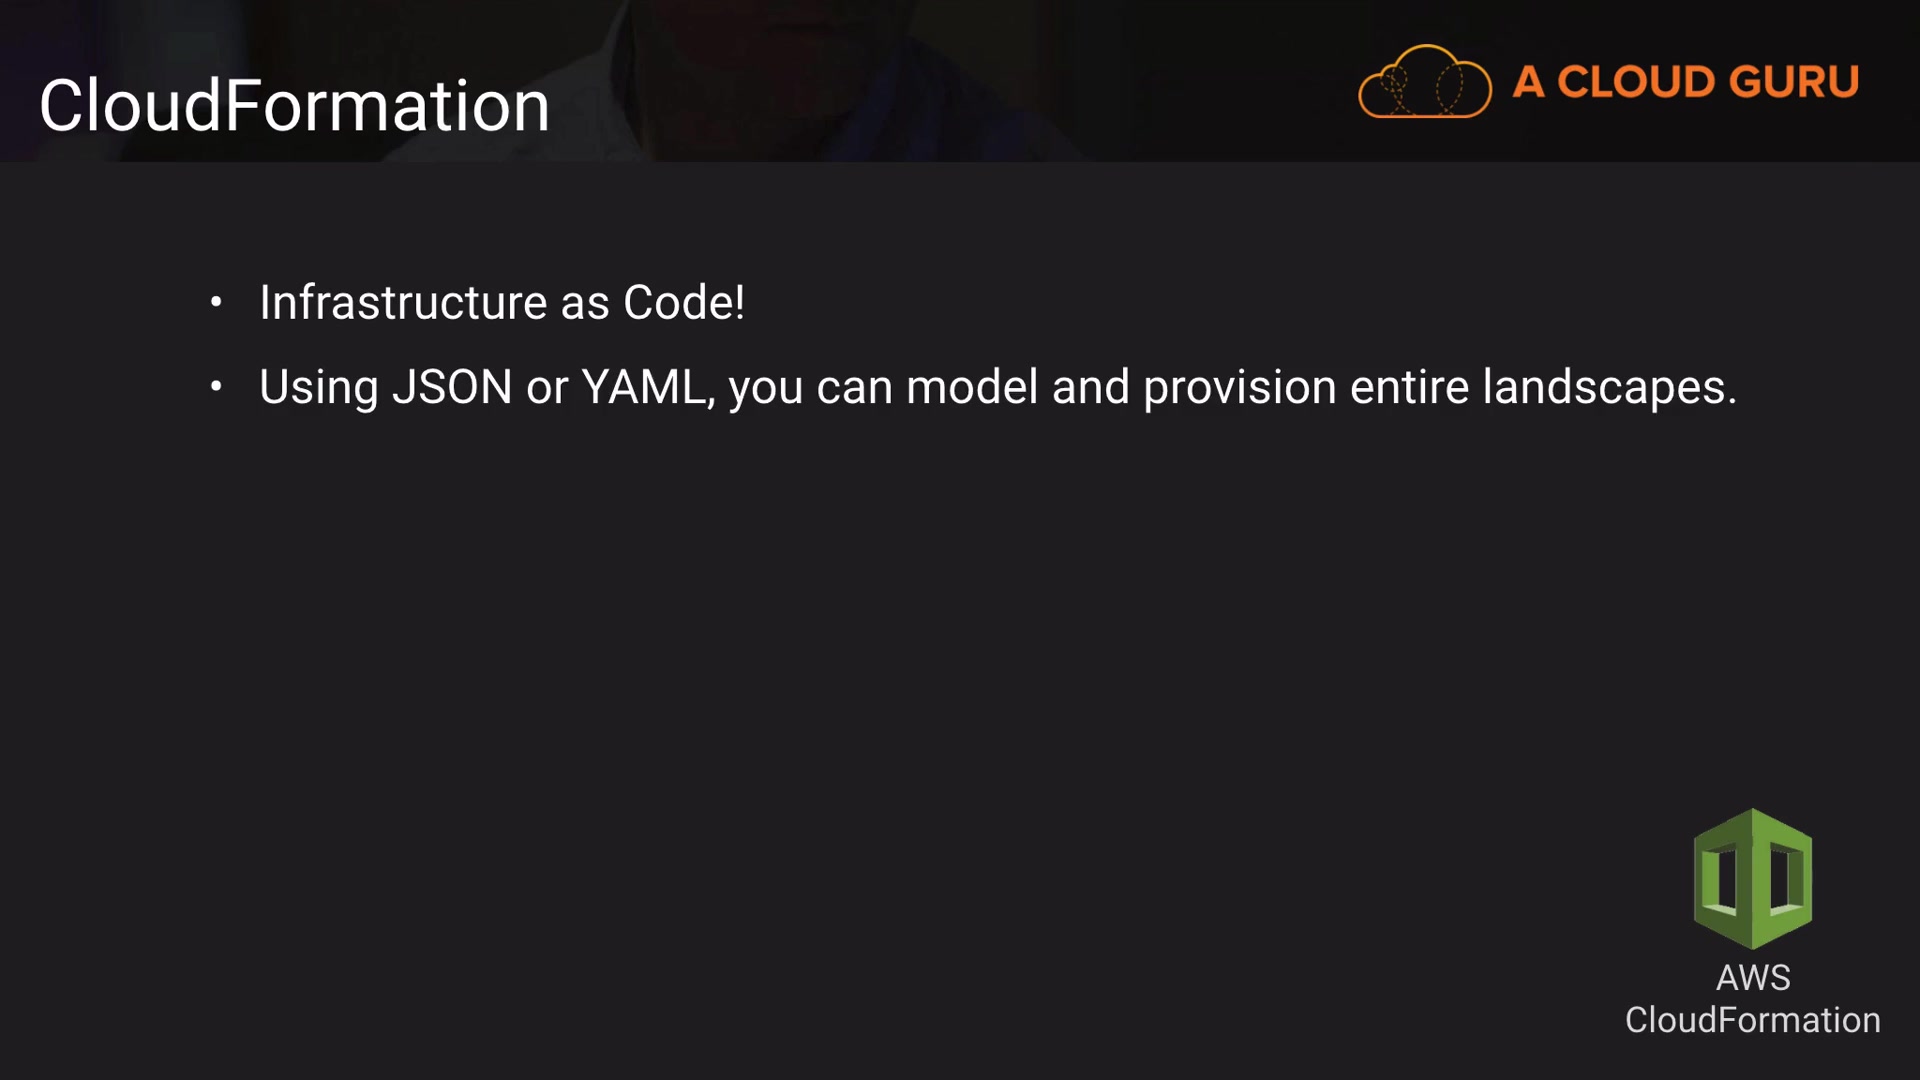 CloudFormation
A CLOUD GURU
• Infrastructure as Code!
• Using JSON or YAML, you can model and provision entire landscapes.
AWS
CloudFormation